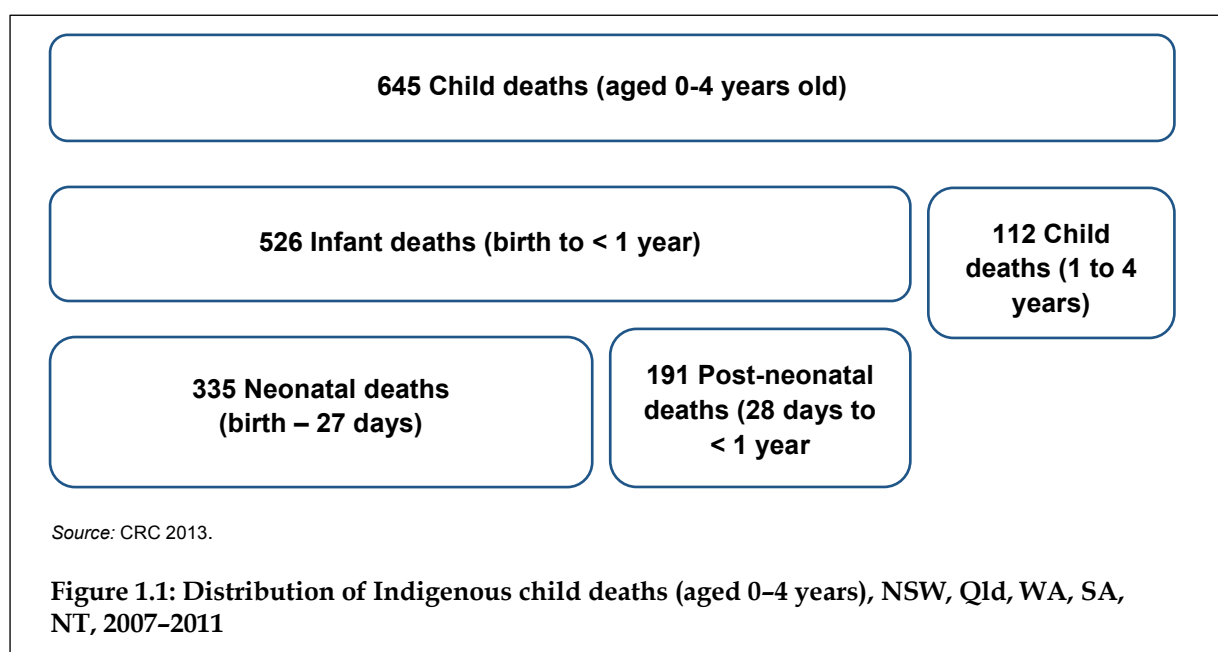 645 Child deaths (aged 0-4 years old)
526 Infant deaths (birth to < 1 year)
112 Child
deaths (1 to 4
years)
335 Neonatal deaths
(birth – 27 days)
191 Post-neonatal
deaths (28 days to
< 1 year
Source: CRC 2013.
Figure 1.1: Distribution of Indigenous child deaths (aged 0–4 years), NSW, Qld, WA, SA,
NT, 2007–2011